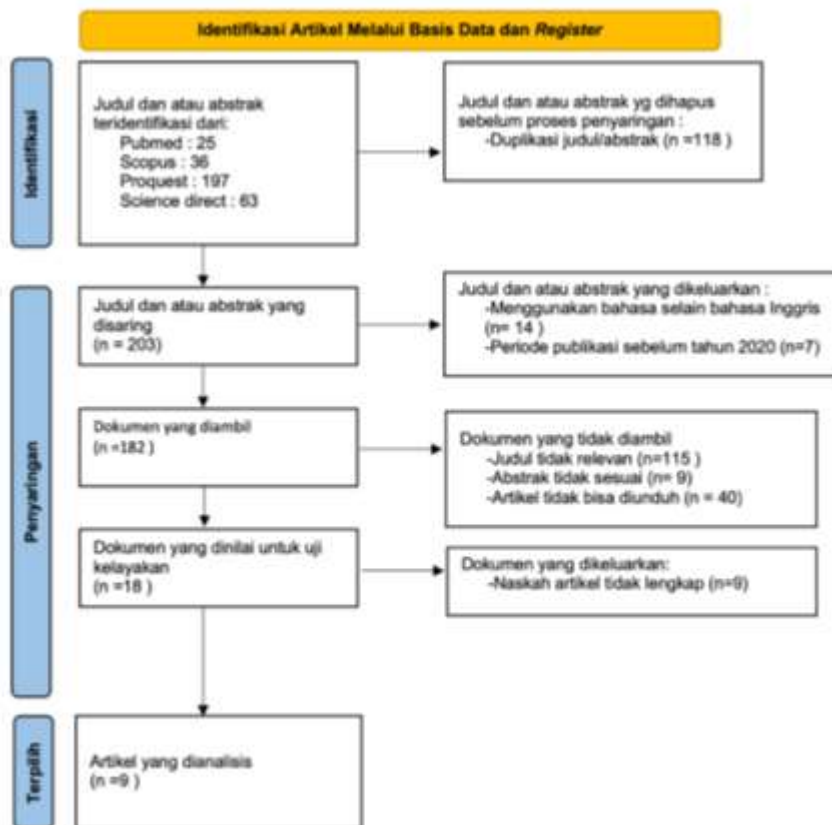 Identifikasi Artikel Melalui Basis Data dan Register
Identifikasi
Judul dan atau abstrak
teridentifikasi dari:
Pubmed : 25
Scopus : 36
Proquest : 197
Science direct : 63
Judul dan atau abstrak yg dihapus
sebelum proses penyaringan :
-Duplikasi judul/abstrak (n =118 )
Penyaringan
Judul dan atau abstrak yang
disaring
(n = 203)
Judul dan atau abstrak yang dikeluarkan :
-Menggunakan bahasa selain bahasa Inggris
(n= 14 )
-Periode publikasi sebelum tahun 2020 (n=7)
Dokumen yang diambil
(n =182 )
Dokumen yang tidak diambil
-Judul tidak relevan (n=115 )
-Abstrak tidak sesuai (n= 9)
-Artikel tidak bisa diunduh (n = 40)
Dokumen yang dinilai untuk uji
kelayakan
(n =18 )
Dokumen yang dikeluarkan:
-Naskah artikel tidak lengkap (n=9)
Terpilih
Artikel yang dianalisis
(n =9 )